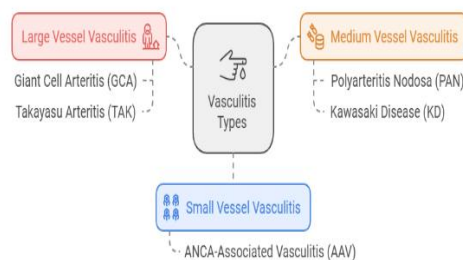 Large Vessel Vasculitis
Giant Cell Arteritis (GCA)
Takayasu Arteritis (TAK)
Vasculitis
Types
Medium Vessel Vasculitis
Polyarteritis Nodosa (PAN)
Kawasaki Disease (KD)
Small Vessel Vasculitis
ANCA-Associated Vasculitis (AAV)